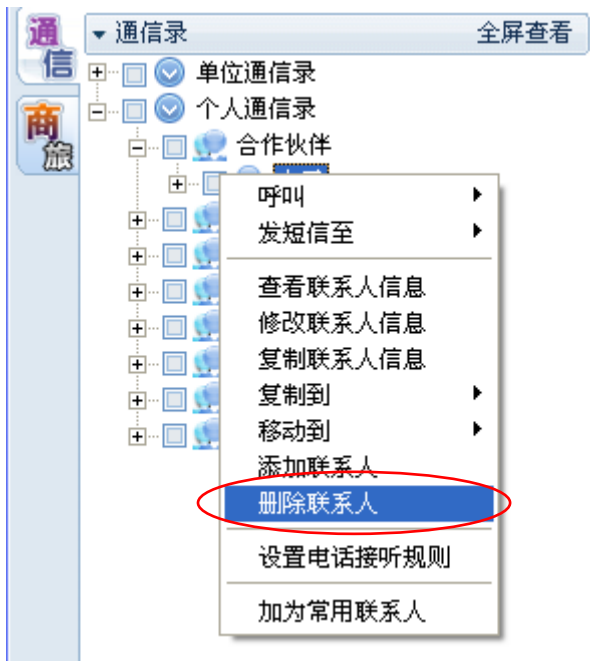 通信
商旅
通信录 全屏查看
单位通信录
个人通信录
合作伙伴
呼叫
发短信至
查看联系人信息
修改联系人信息
复制联系人信息
复制到
移动到
添加联系人
删除联系人
设置电话接听规则
加为常用联系人